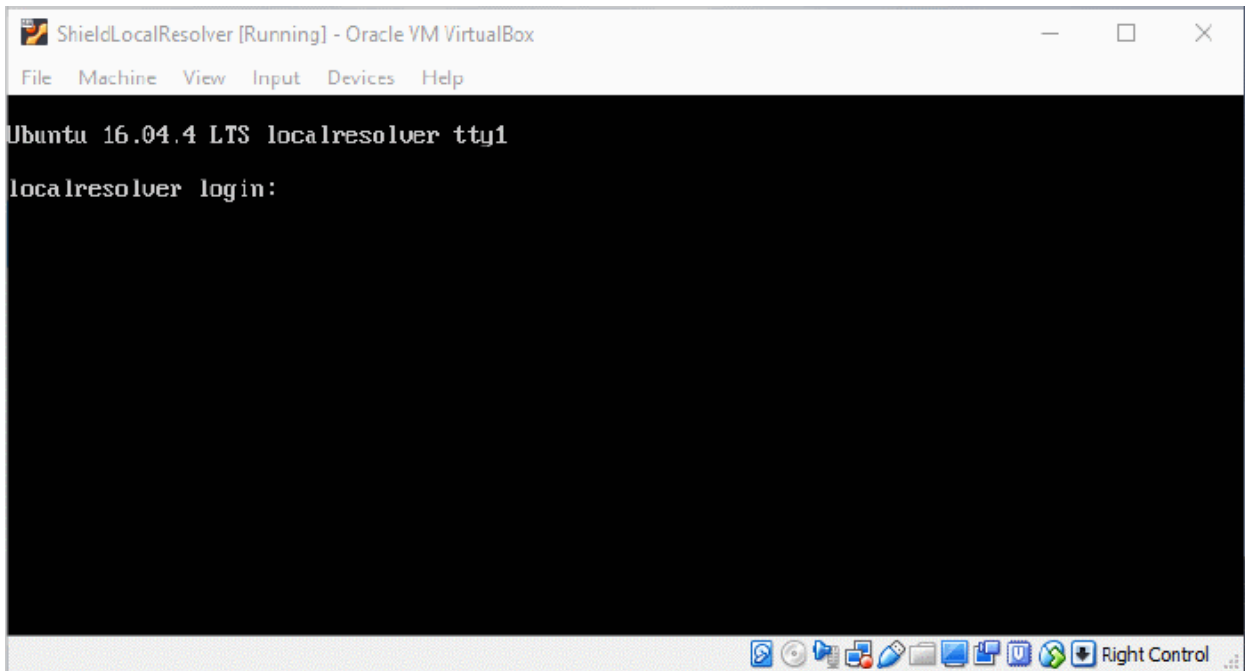 ShieldLocalResolver [Running] - Oracle VM VirtualBox
File Machine View Input Devices Help
Ubuntu 16.04.4 LTS localresolver tty1
localresolver login:
Right Control